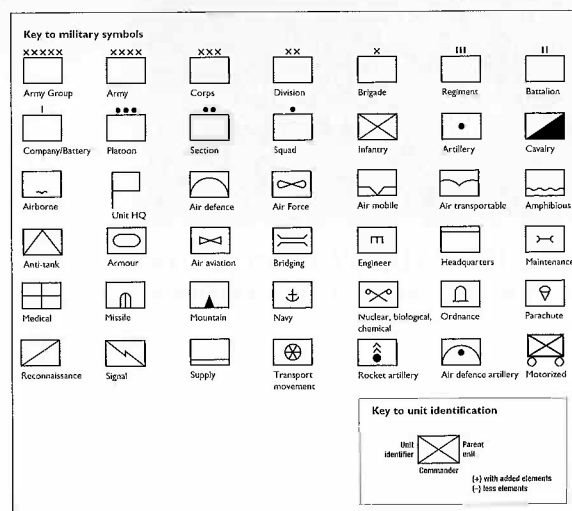 Key to military symbols
XXXXX XXXX XXX XX X III II
Army Group Army Corps Division Brigade Regiment Battalion
I
Company/Battery Platoon Section Squad Infantry Artillery Cavalry
Airborne Unit HQ Air defence Air Force Air mobile Air transportable Amphibious
Anti-tank Armour Air aviation Bridging Engineer Headquarters Maintenance
Medical Missile Mountain Navy Nuclear, biological, Ordnance Parachute
chemical
Reconnaissance Signal Supply Transport Rocket artillery Air defence artillery Motorized
movement
Key to unit identification
Unit Parent
identifier unit
Commander
(+) with added elements
(–) less elements